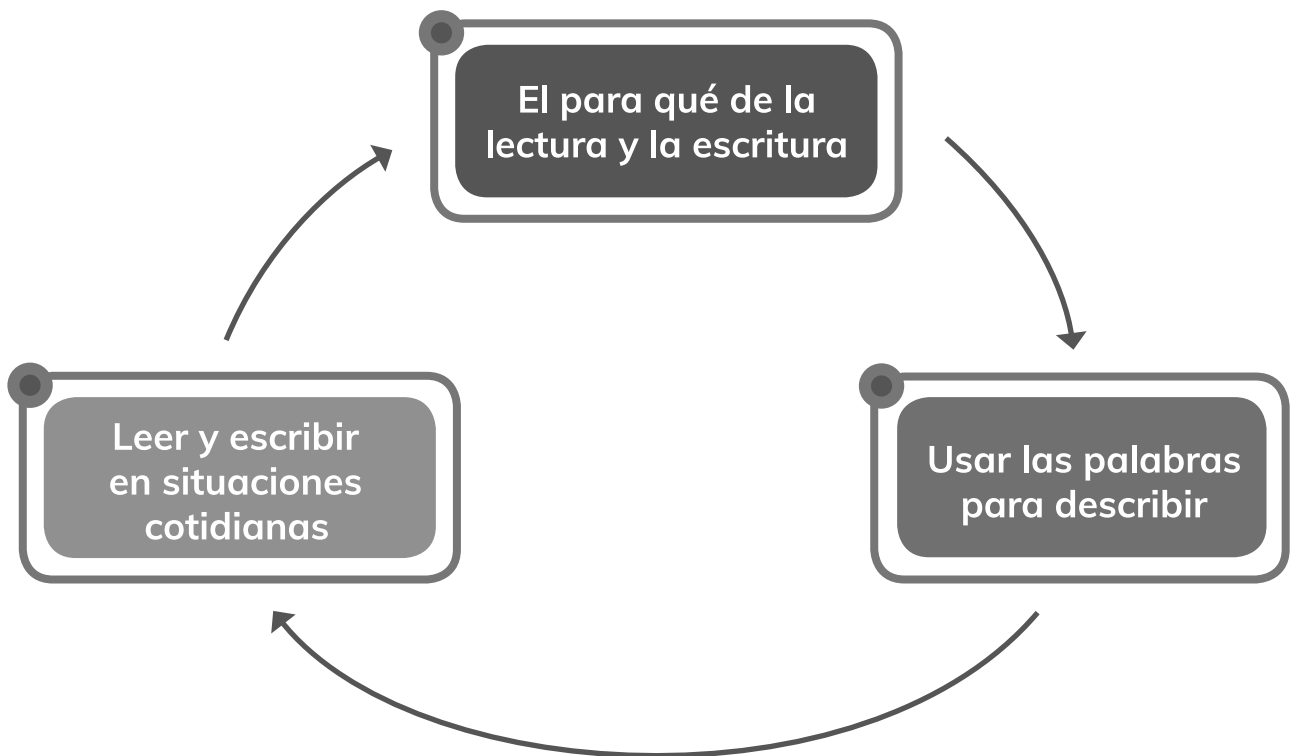 El para qué de la
lectura y la escritura
Usar las palabras
para describir
Leer y escribir
en situaciones
cotidianas